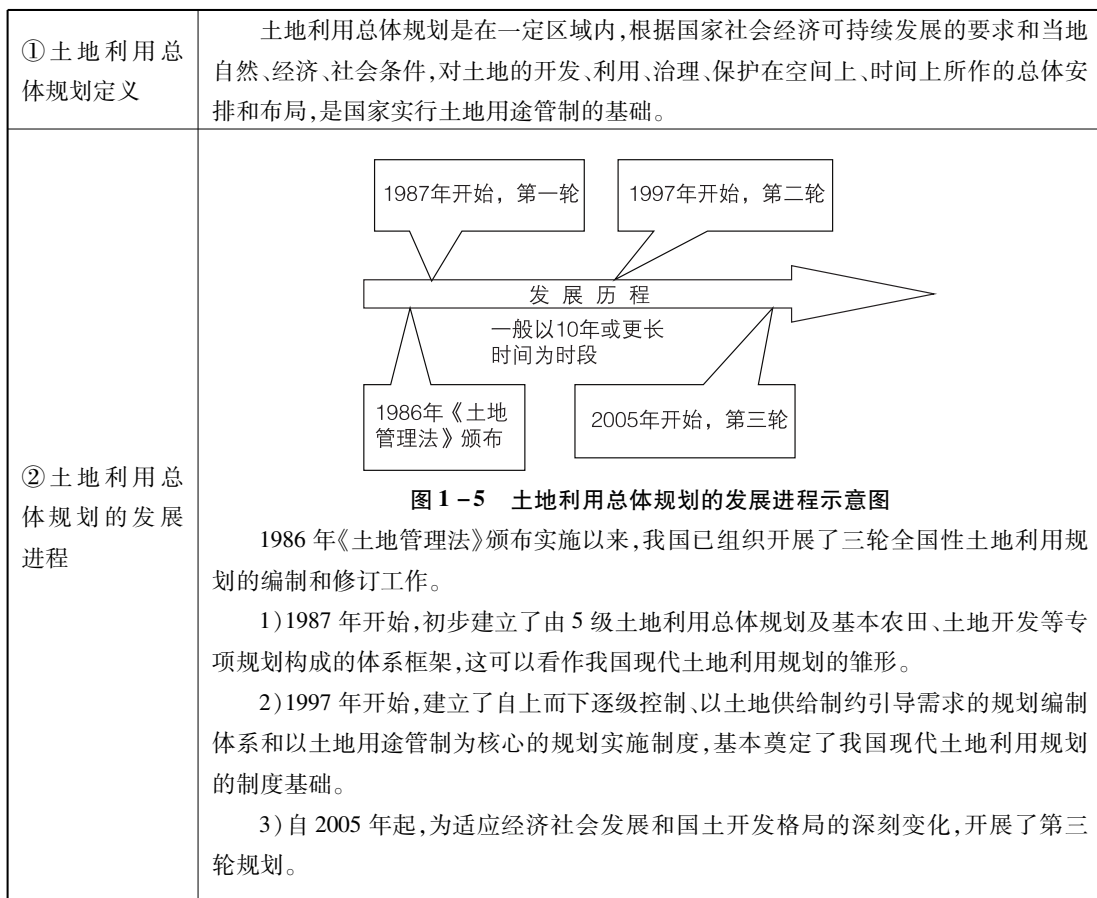 ①土地利用总
体规划定义
土地利用总体规划是在一定区域内,根据国家社会经济可持续发展的要求和当地
自然、经济、社会条件,对土地的开发、利用、治理、保护在空间上、时间上所作的总体安
排和布局,是国家实行土地用途管制的基础。
②土地利用总
体规划的发展
进程
1987年开始，第一轮
1997年开始，第二轮
发展历程
一般以10年或更长
时间为时段
1986年《土地
管理法》颁布
2005年开始，第三轮
图1-5 土地利用总体规划的发展进程示意图
1986年《土地管理法》颁布实施以来,我国已组织开展了三轮全国性土地利用规
划的编制和修订工作。
1)1987年开始,初步建立了由5级土地利用总体规划及基本农田、土地开发等专
项规划构成的体系框架,这可以看作我国现代土地利用规划的雏形。
2)1997年开始,建立了自上而下逐级控制、以土地供给制约引导需求的规划编制
体系和以土地用途管制为核心的规划实施制度,基本奠定了我国现代土地利用规划
的制度基础。
3)自2005年起,为适应经济社会发展和国土开发格局的深刻变化,开展了第三
轮规划。